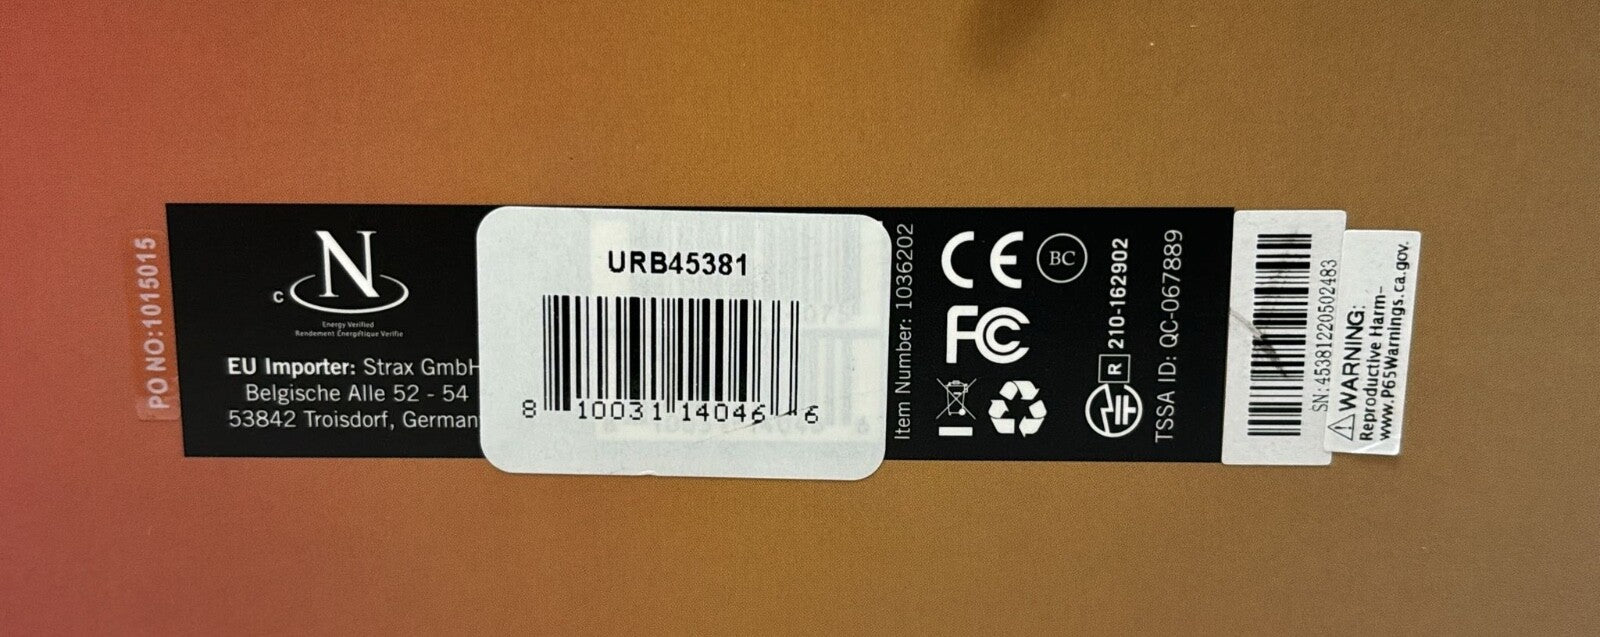 PO NO:1015015
N
c
Energy Verified
Rendement Énergétique Vérifié
EU Importer: Strax GmbH
Belgische Alle 52 - 54
53842 Troisdorf, German
URB45381
8 10031 14046 6
Item Number: 1036202
CE
BC
FC
R 210-162902
TSSA ID: QC-067889
SN:4538122050​2483
WARNING:
Reproductive Harm-
www.P65Warnings.ca.gov.